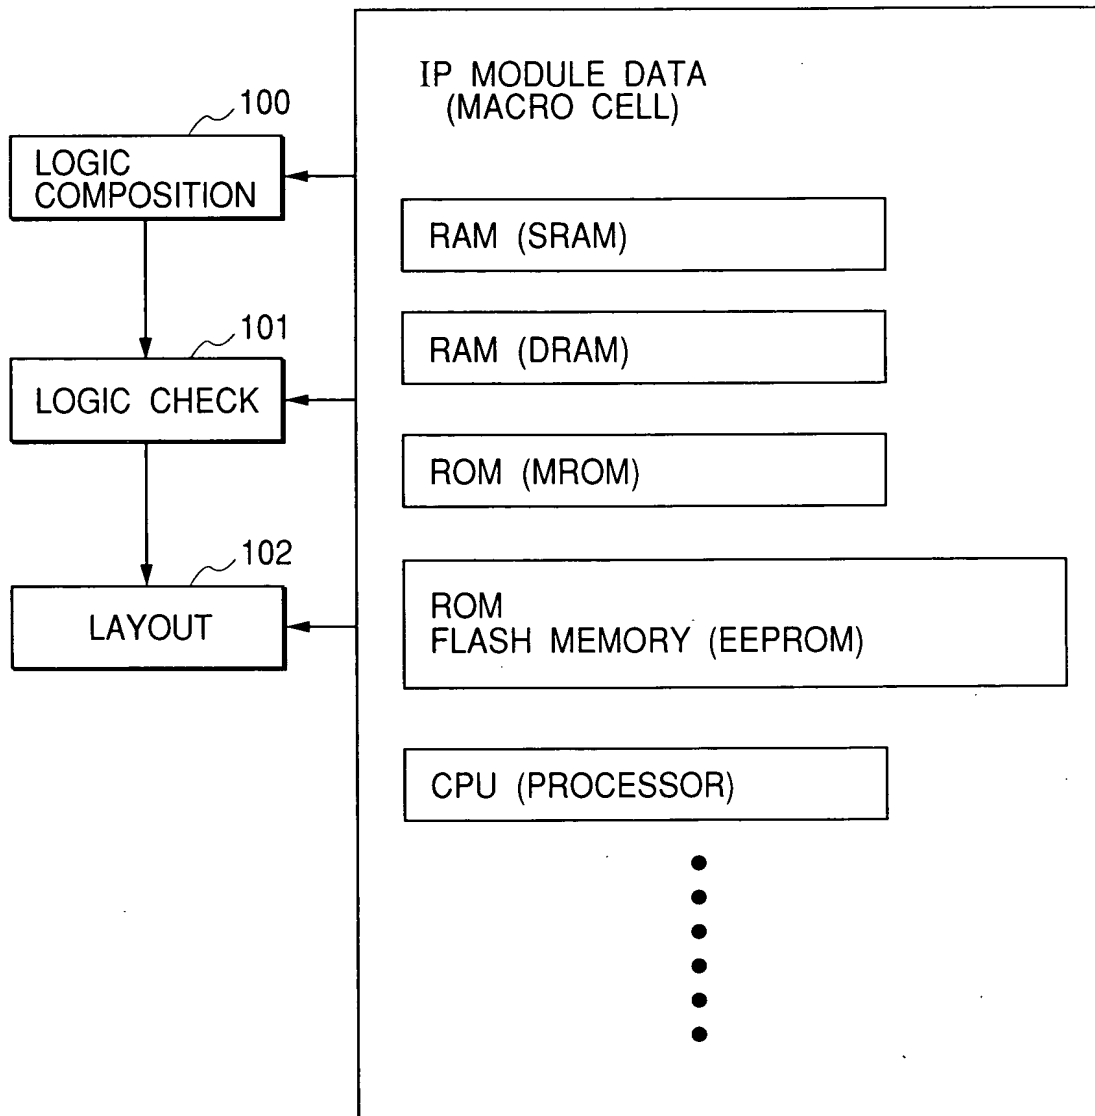 IP MODULE DATA
(MACRO CELL)
100
LOGIC
COMPOSITION
RAM (SRAM)
101
LOGIC CHECK
RAM (DRAM)
ROM (MROM)
102
LAYOUT
ROM
FLASH MEMORY (EEPROM)
CPU (PROCESSOR)